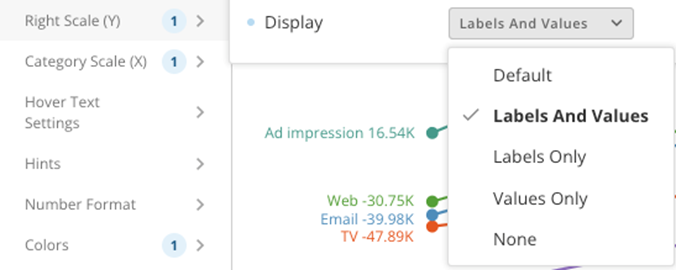 Right Scale (Y) 1
Category Scale (X) 1
Hover Text
Settings
Hints
Number Format
Colors 1
Display
Labels And Values
Default
Labels And Values
Labels Only
Values Only
None
Ad impression 16.54K
Web -30.75K
Email -39.98K
TV -47.89K